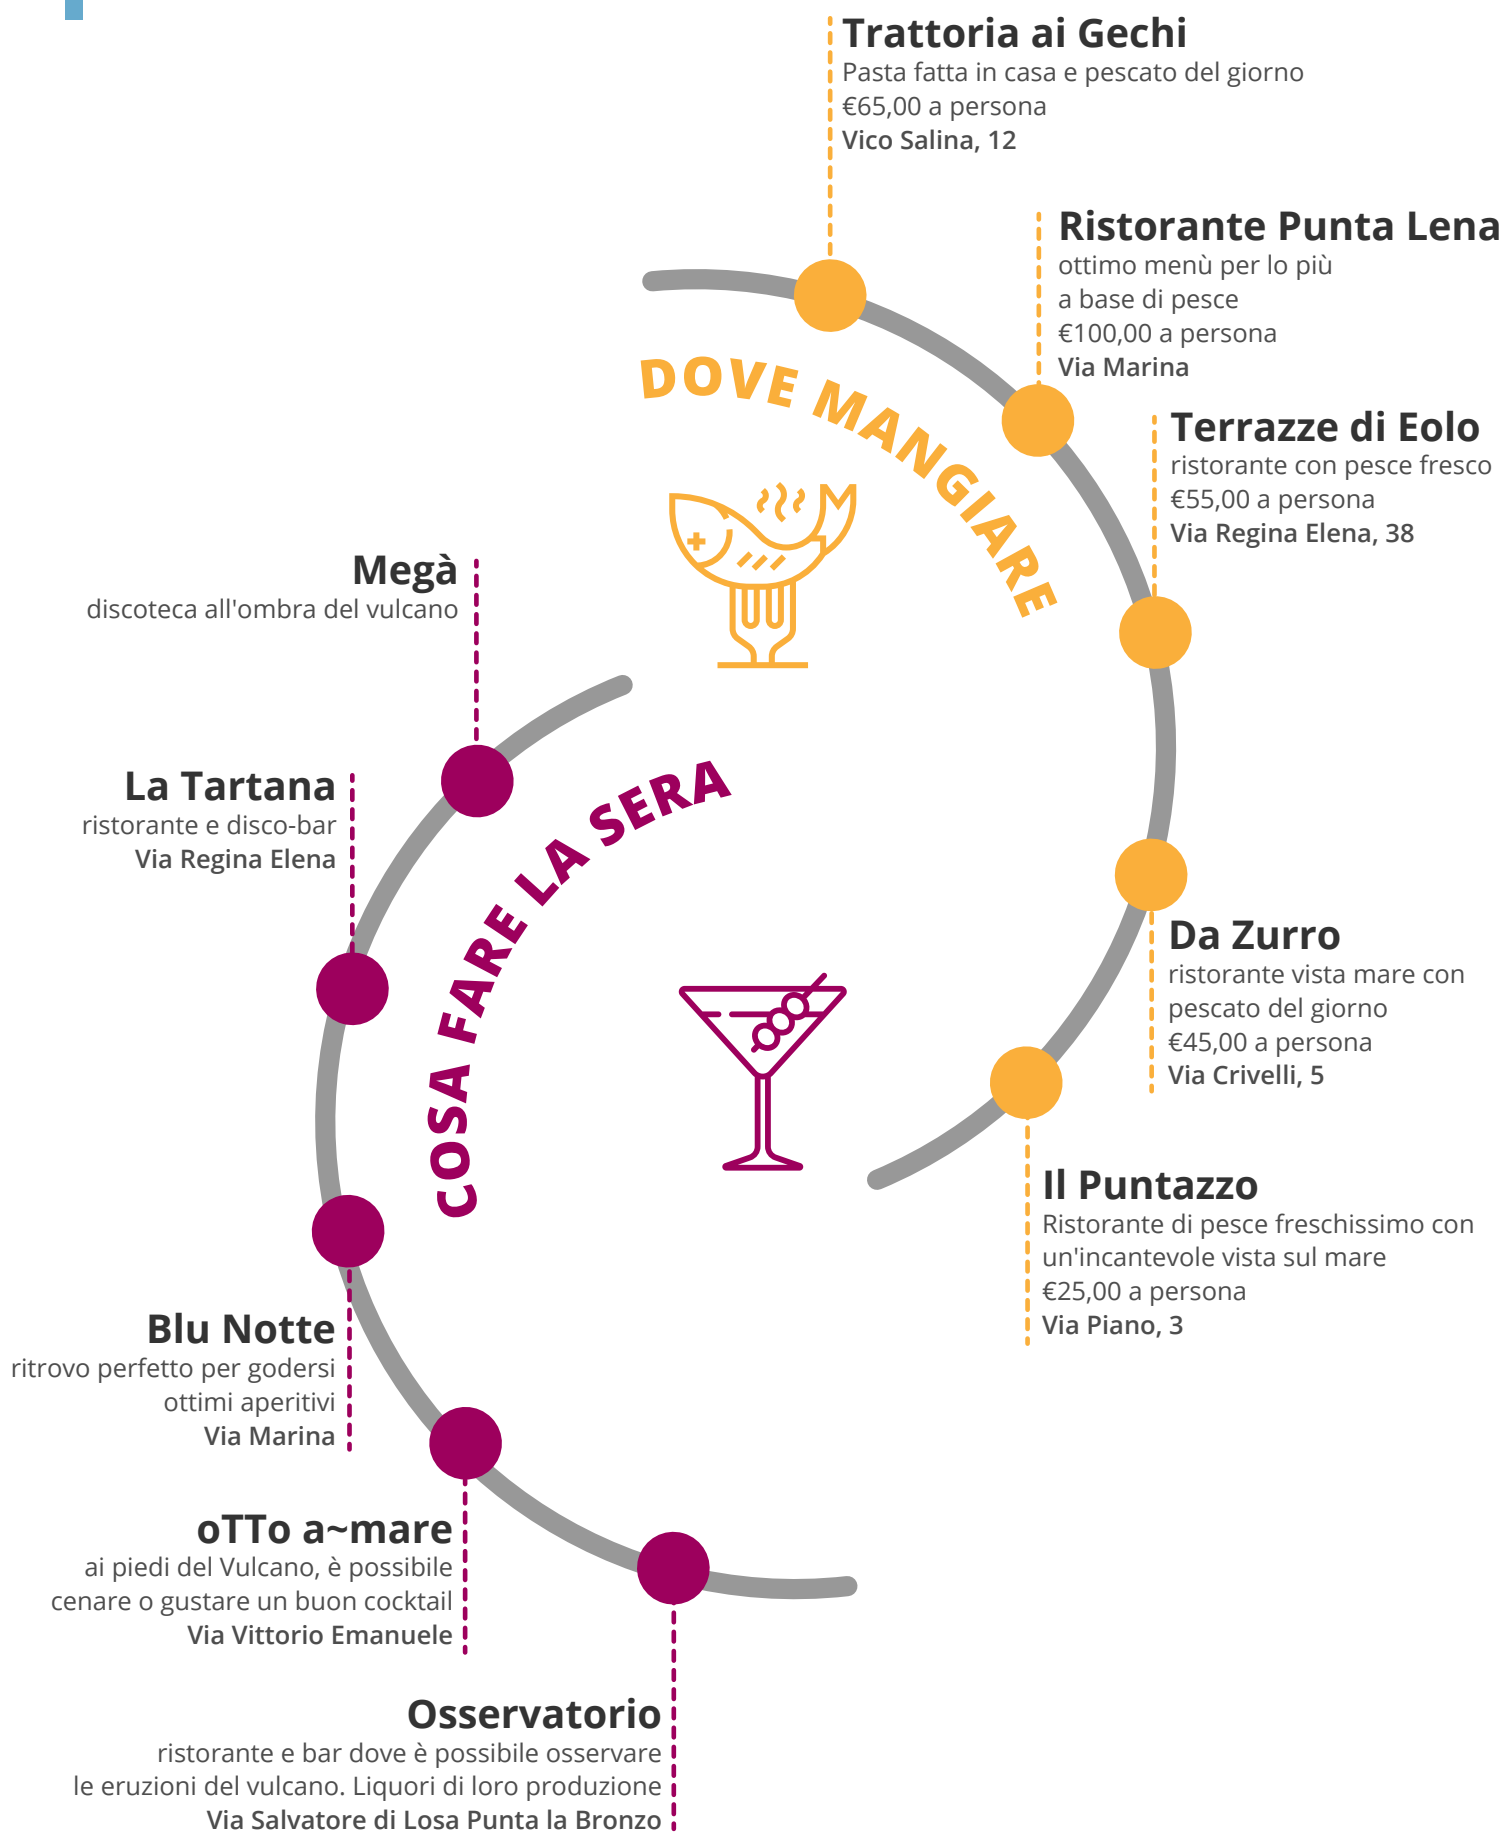 Trattoria ai Gechi
Pasta fatta in casa e pescato del giorno
€65,00 a persona
Vico Salina, 12
Ristorante Punta Lena
ottimo menù per lo più
a base di pesce
€100,00 a persona
Via Marina
DOVE MANGIARE
Terrazze di Eolo
ristorante con pesce fresco
€55,00 a persona
Via Regina Elena, 38
Da Zurro
ristorante vista mare con
pescato del giorno
€45,00 a persona
Via Crivelli, 5
Il Puntazzo
Ristorante di pesce freschissimo con
un'incantevole vista sul mare
€25,00 a persona
Via Piano, 3
Megà
discoteca all'ombra del vulcano
COSA FARE LA SERA
La Tartana
ristorante e disco-bar
Via Regina Elena
Blu Notte
ritrovo perfetto per godersi
ottimi aperitivi
Via Marina
oTTo a~mare
ai piedi del Vulcano, è possibile
cenare o gustare un buon cocktail
Via Vittorio Emanuele
Osservatorio
ristorante e bar dove è possibile osservare
le eruzioni del vulcano. Liquori di loro produzione
Via Salvatore di Losa Punta la Bronzo